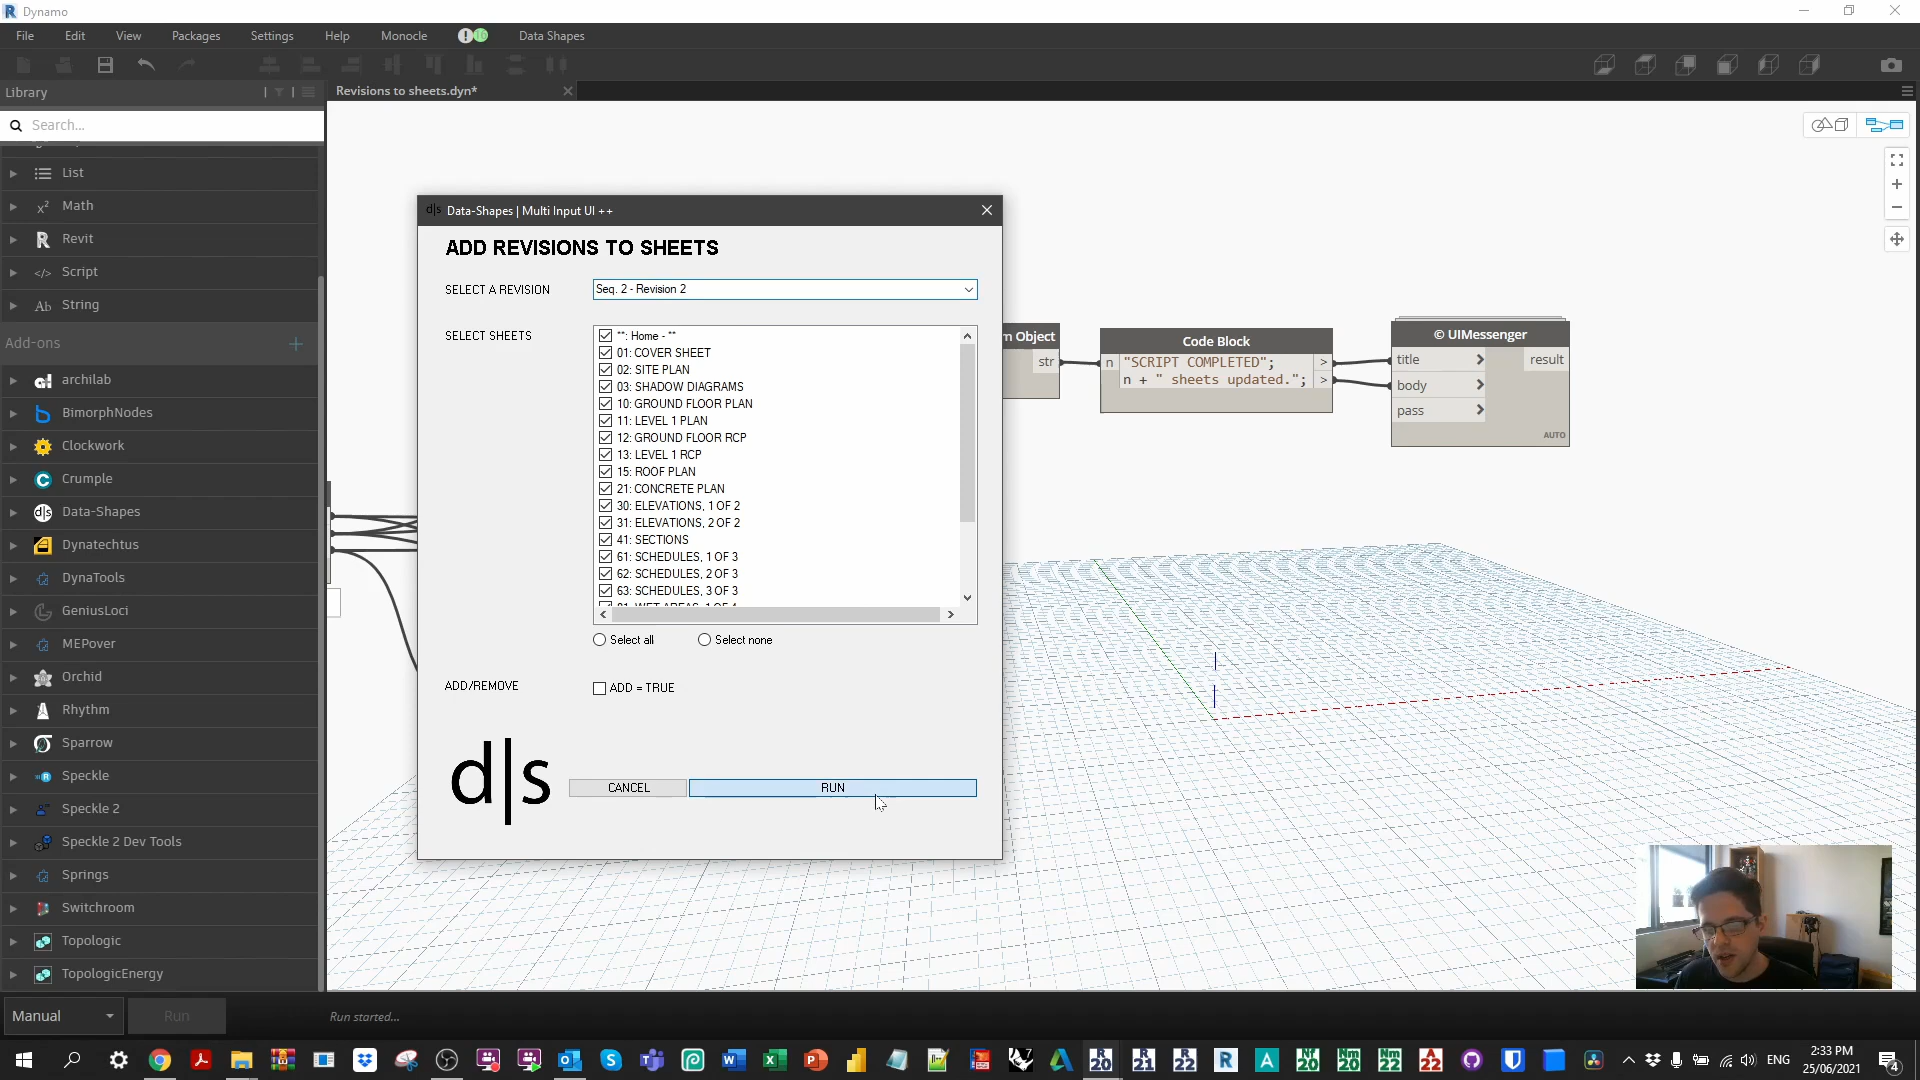 Dynamo
File Edit View Packages Settings Help Monocle Data Shapes
Library
Revisions to sheets.dyn*
Search...
List
Math
Revit
Script
String
Add-ons
archilab
BimorphNodes
Clockwork
Crumple
Data-Shapes
Dynatechtus
DynaTools
GeniusLoci
MEPover
Orchid
Rhythm
Sparrow
Speckle
Speckle 2
Speckle 2 Dev Tools
Springs
Switchroom
Topologic
TopologicEnergy
d|s Data-Shapes | Multi Input UI ++
ADD REVISIONS TO SHEETS
SELECT A REVISION
Seq. 2 - Revision 2
SELECT SHEETS
**: Home - **
01: COVER SHEET
02: SITE PLAN
03: SHADOW DIAGRAMS
10: GROUND FLOOR PLAN
11: LEVEL 1 PLAN
12: GROUND FLOOR RCP
13: LEVEL 1 RCP
15: ROOF PLAN
21: CONCRETE PLAN
30: ELEVATIONS, 1 OF 2
31: ELEVATIONS, 2 OF 2
41: SECTIONS
61: SCHEDULES, 1 OF 3
62: SCHEDULES, 2 OF 3
63: SCHEDULES, 3 OF 3
Select all Select none
ADD/REMOVE
ADD = TRUE
d|s
CANCEL
RUN
Object
str
Code Block
n "SCRIPT COMPLETED"; >
n + " sheets updated."; >
© UIMessenger
title > result
body >
pass >
AUTO
Manual
Run
Run started...
ENG
2:33 PM
25/06/2021